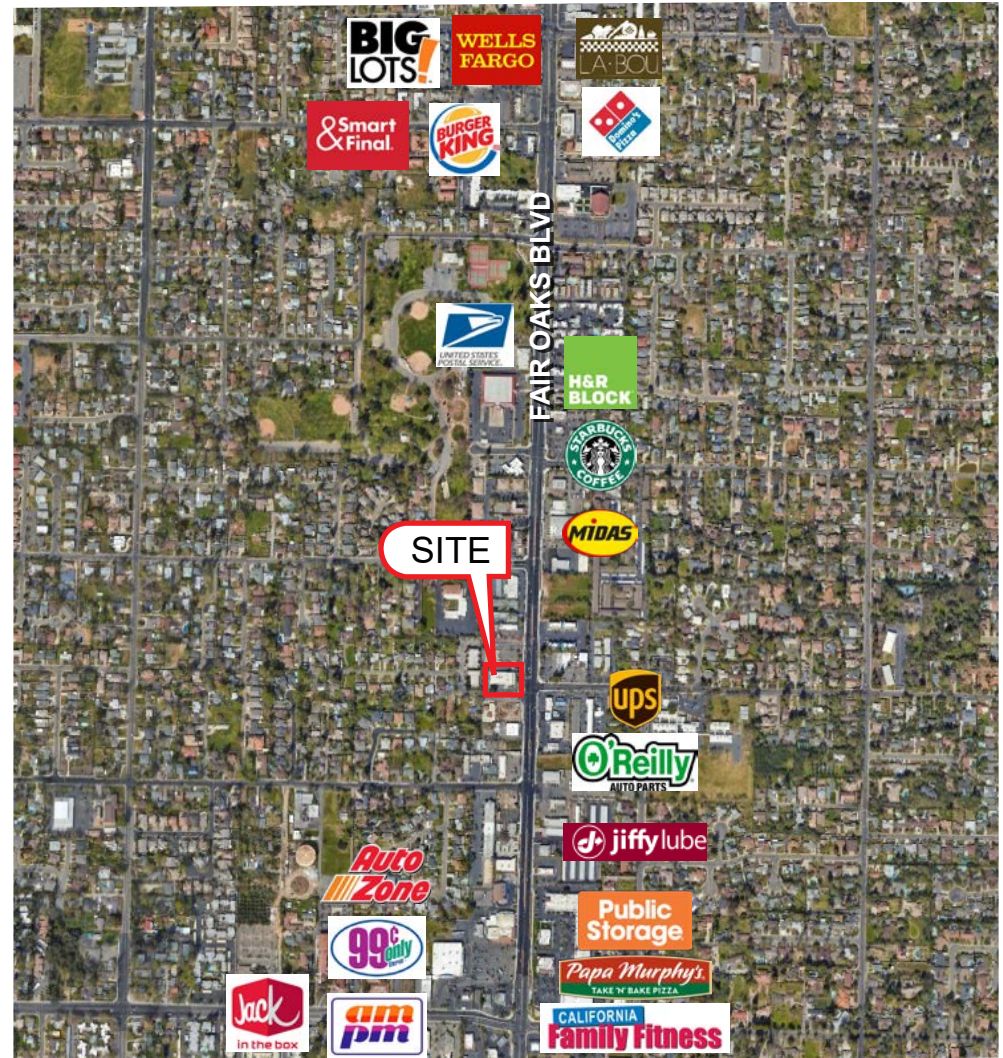 BIG
LOTS!
WELLS
FARGO
LA·BOU
&Smart
Final.
BURGER
KING
Domino's
Pizza
FAIR OAKS BLVD
UNITED STATES
POSTAL SERVICE.
H&R
BLOCK
STARBUCKS
COFFEE
MiDAS
SITE
ups
O'Reilly
AUTO PARTS
jiffy lube
Auto
Zone
Public
Storage
99¢
only
stores
Papa Murphy's.
TAKE 'N' BAKE PIZZA
Jack
in the box
am
pm
CALIFORNIA
Family Fitness